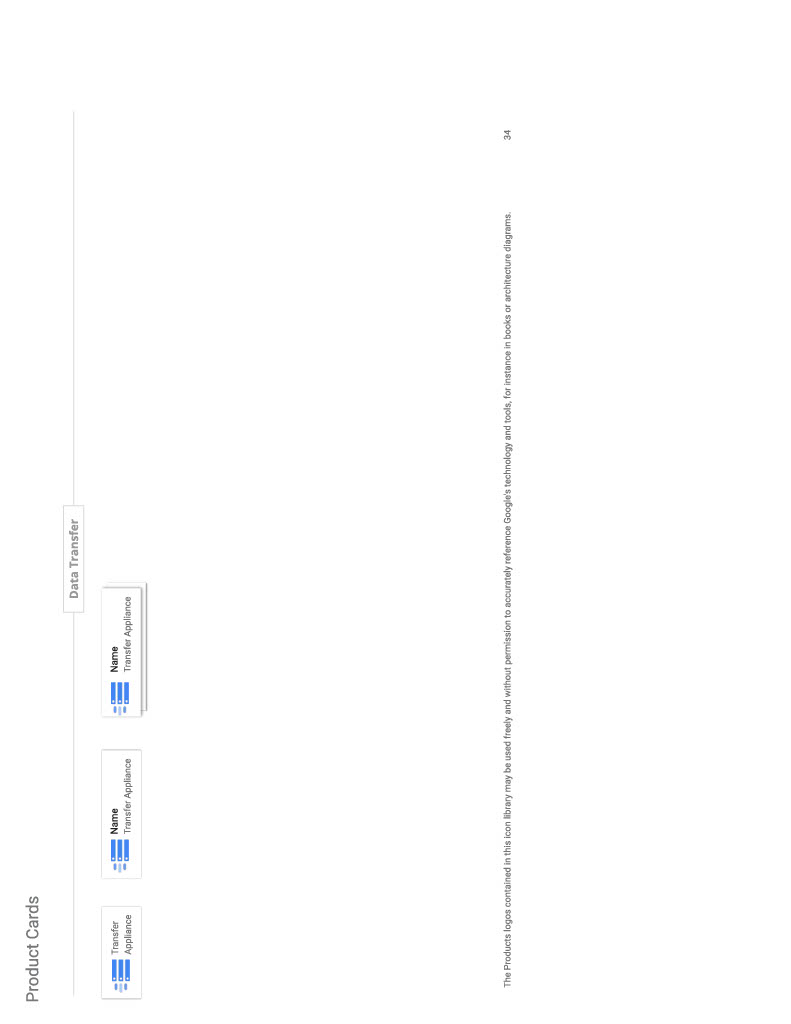 Product Cards
Data Transfer
Transfer
Appliance
Name
Transfer Appliance
Name
Transfer Appliance
The Products logos contained in this icon library may be used freely and without permission to accurately reference Google's technology and tools, for instance in books or architecture diagrams.
34